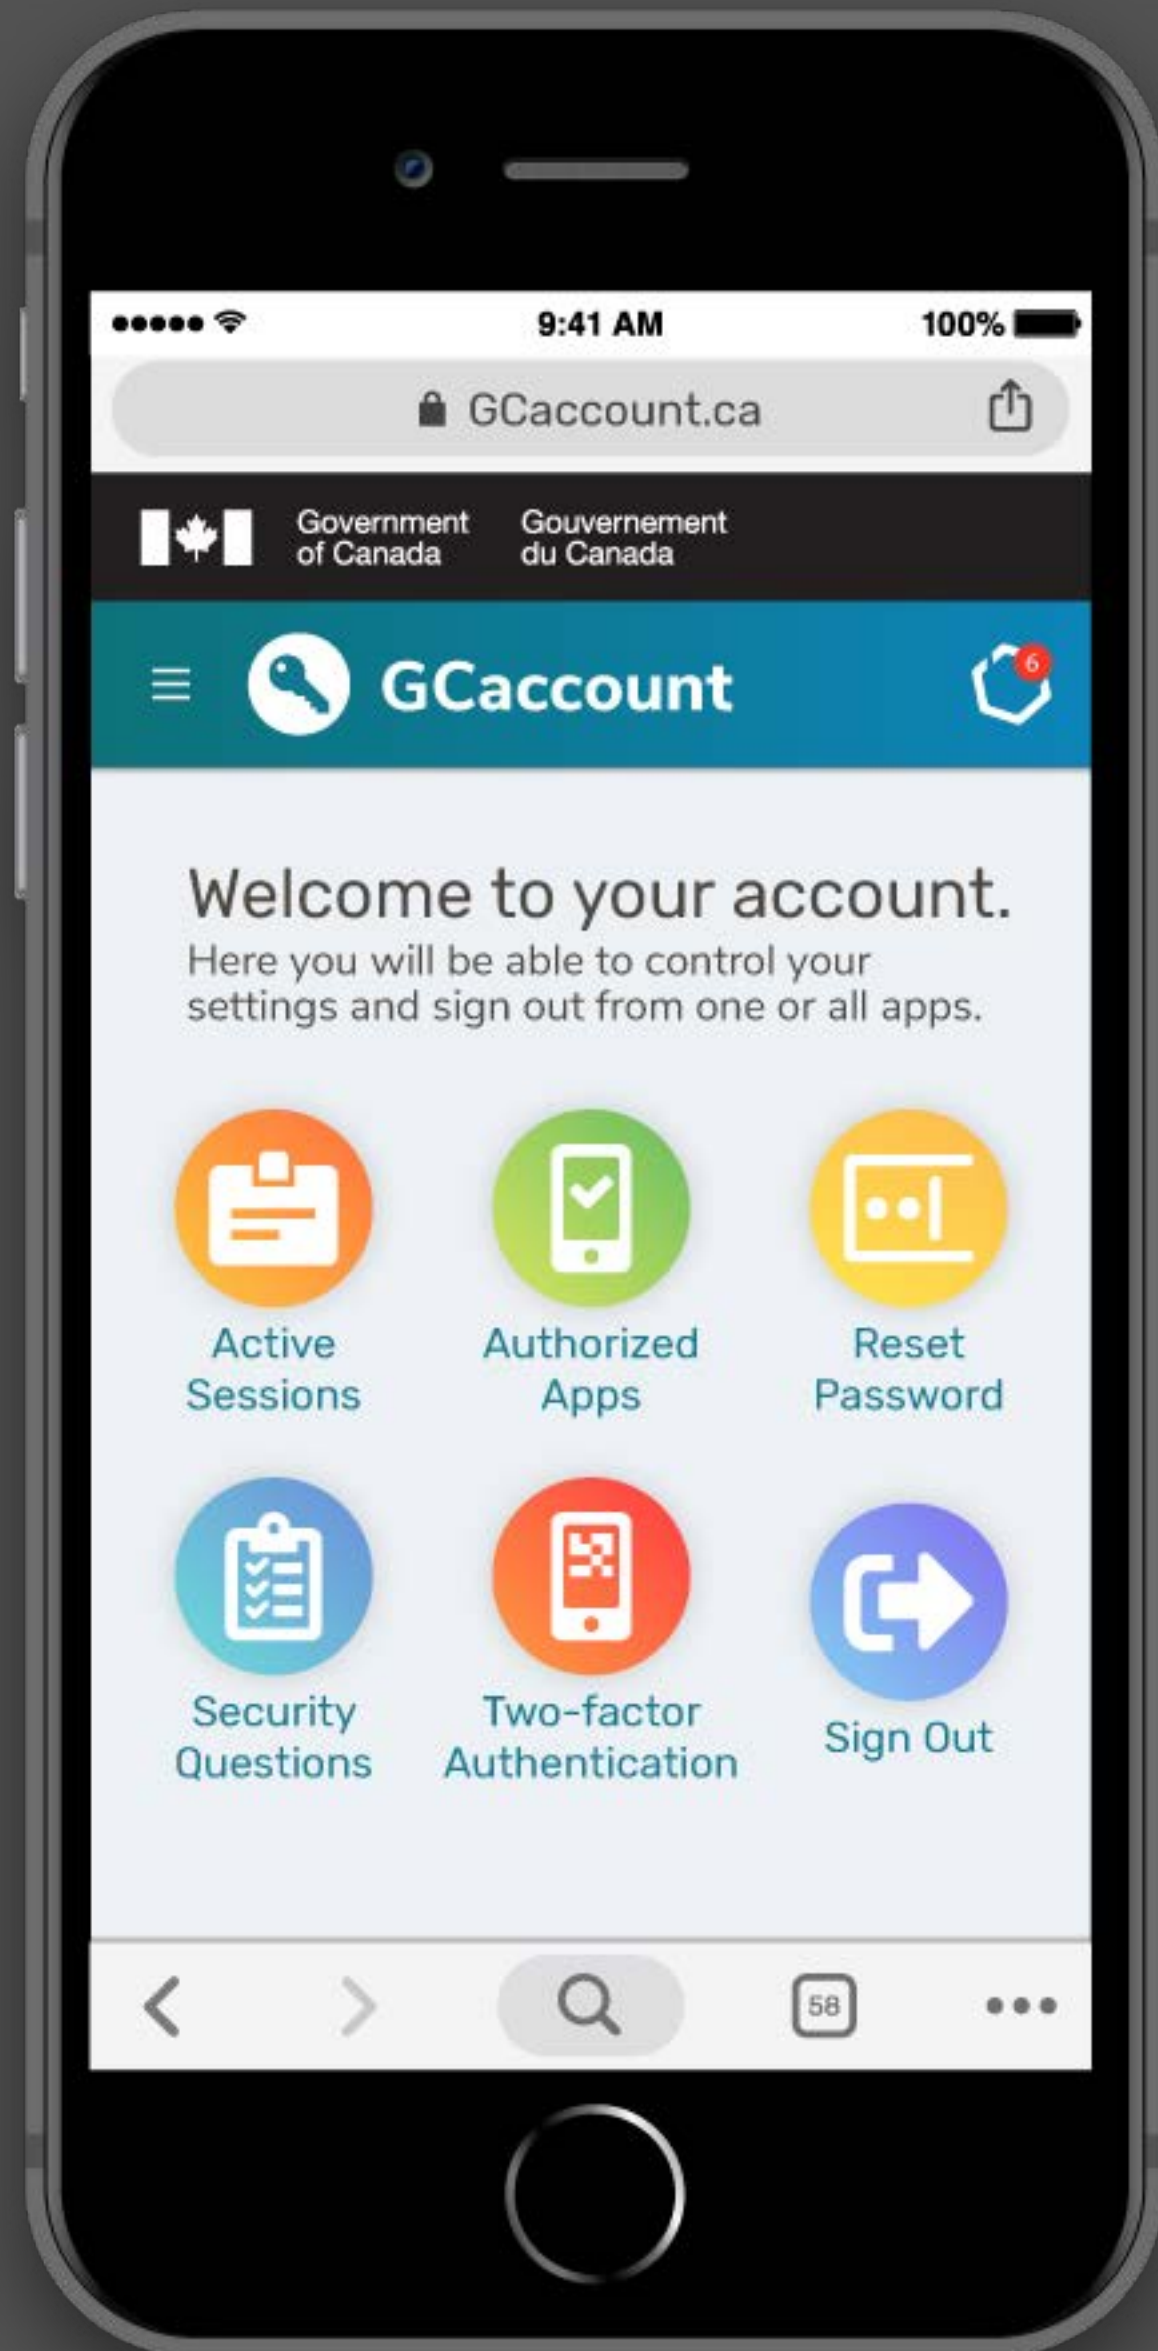 9:41 AM
100%
GCaccount.ca
Government Gouvernement
of Canada du Canada
GCaccount
6
Welcome to your account.
Here you will be able to control your
settings and sign out from one or all apps.
Active Authorized Reset
Sessions Apps Password
Security Two-factor
Questions Authentication
Sign Out
58